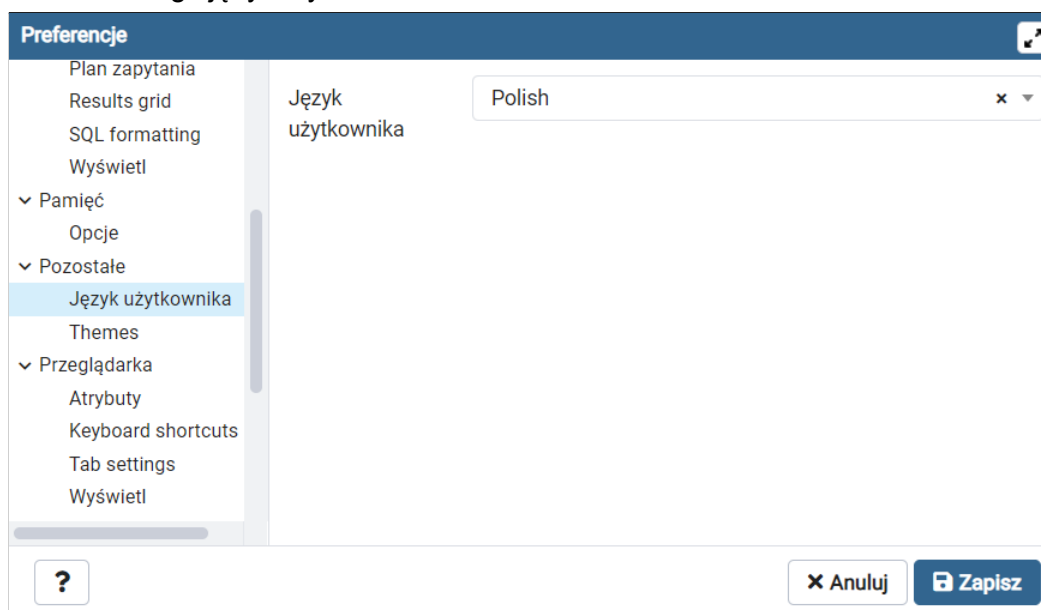 Preferencje
Plan zapytania
Results grid
SQL formatting
Wyświetl
Pamięć
Opcje
Pozostałe
Język użytkownika
Themes
Przeglądarka
Atrybuty
Keyboard shortcuts
Tab settings
Wyświetl
Język
użytkownika
Polish
?
Anuluj
Zapisz